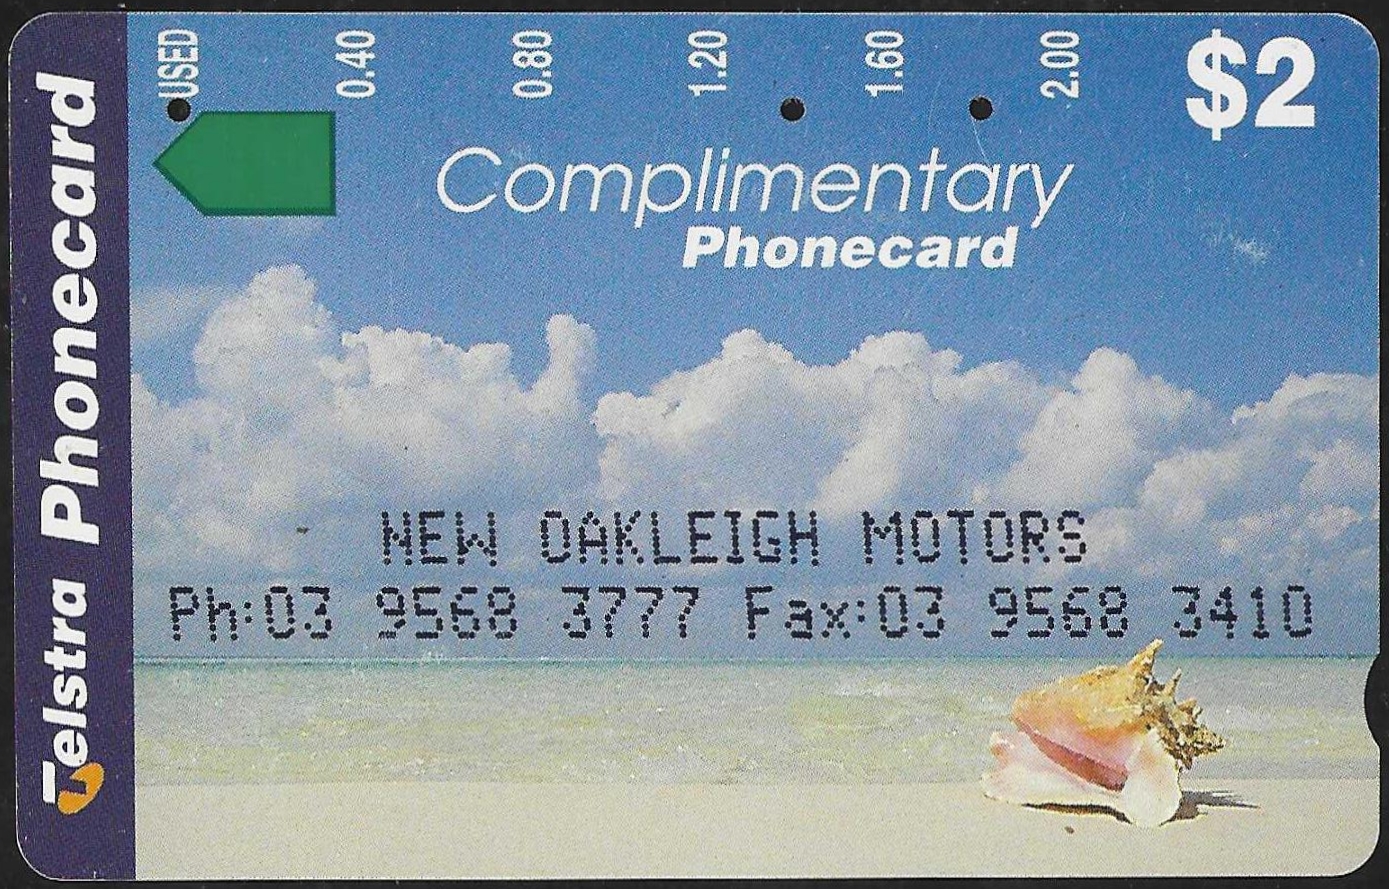 Telstra Phonecard
USED 0.40 0.80 1.20 1.60 2.00
$2
Complimentary
Phonecard
NEW OAKLEIGH MOTORS
Ph:03 9568 3777 Fax:03 9568 3410